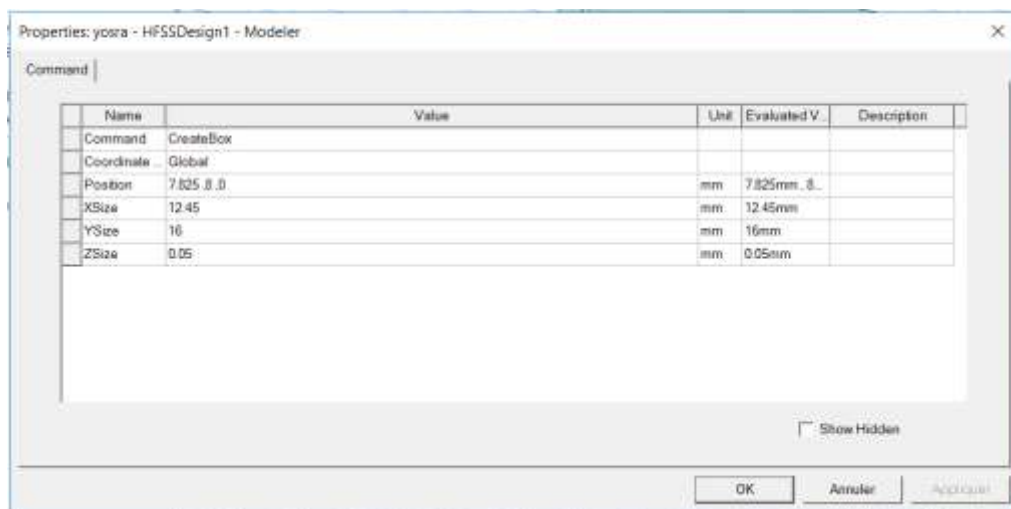 Properties: yosra - HFSSDesign1 - Modeler
Command
Name Value Unit Evaluated V... Description
Command CreateBox
Coordinate ... Global
Position 7.825 ,8 ,0 mm 7.825mm , 8...
XSize 12.45 mm 12.45mm
YSize 16 mm 16mm
ZSize 0.05 mm 0.05mm
Show Hidden
OK Annuler Appliquer